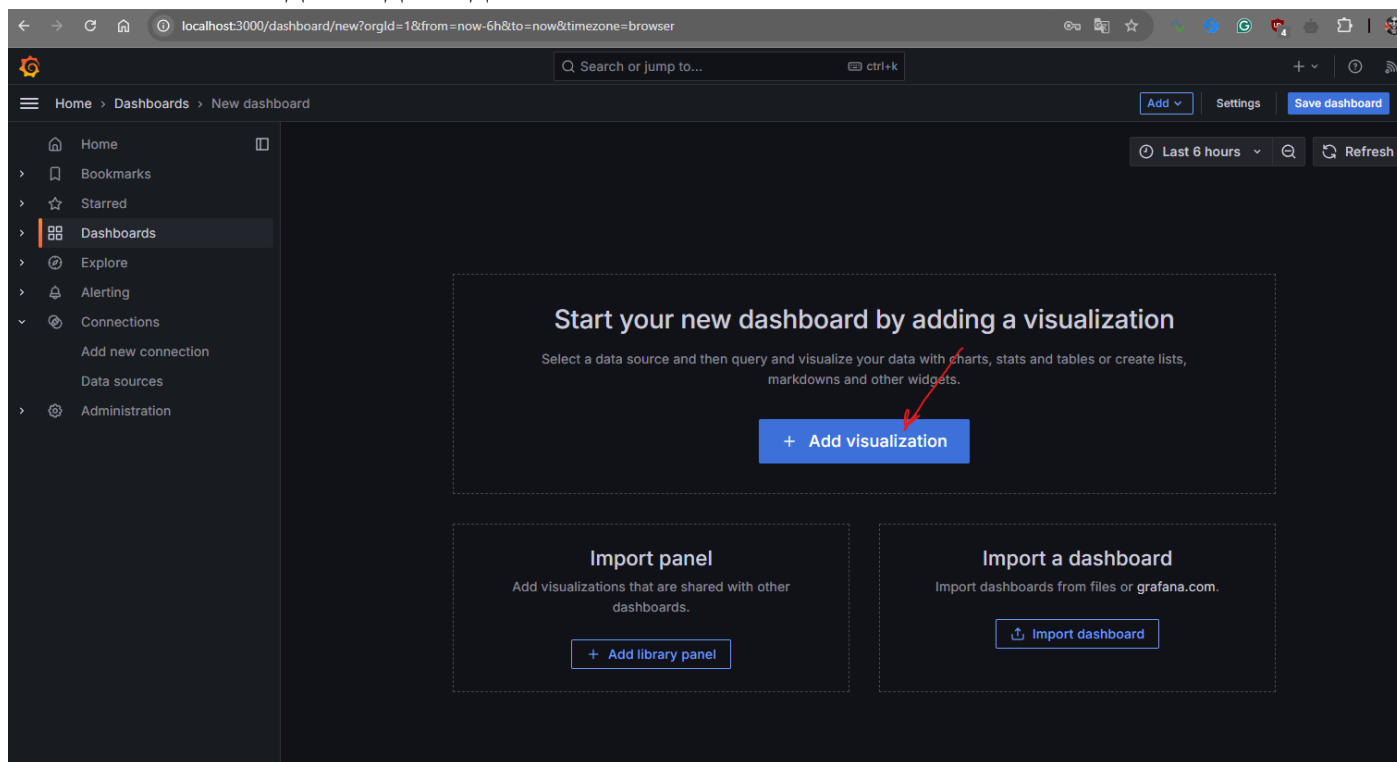 localhost:3000/dashboard/new?orgId=1&from=now-6h&to=now&timezone=browser
4
Search or jump to... ctrl+k
Home › Dashboards › New dashboard
Add Settings Save dashboard
Home
Last 6 hours Refresh
Bookmarks
Starred
Dashboards
Explore
Alerting
Connections
Add new connection
Data sources
Administration
Start your new dashboard by adding a visualization
Select a data source and then query and visualize your data with charts, stats and tables or create lists,
markdowns and other widgets.
+ Add visualization
Import panel
Add visualizations that are shared with other
dashboards.
+ Add library panel
Import a dashboard
Import dashboards from files or grafana.com.
Import dashboard